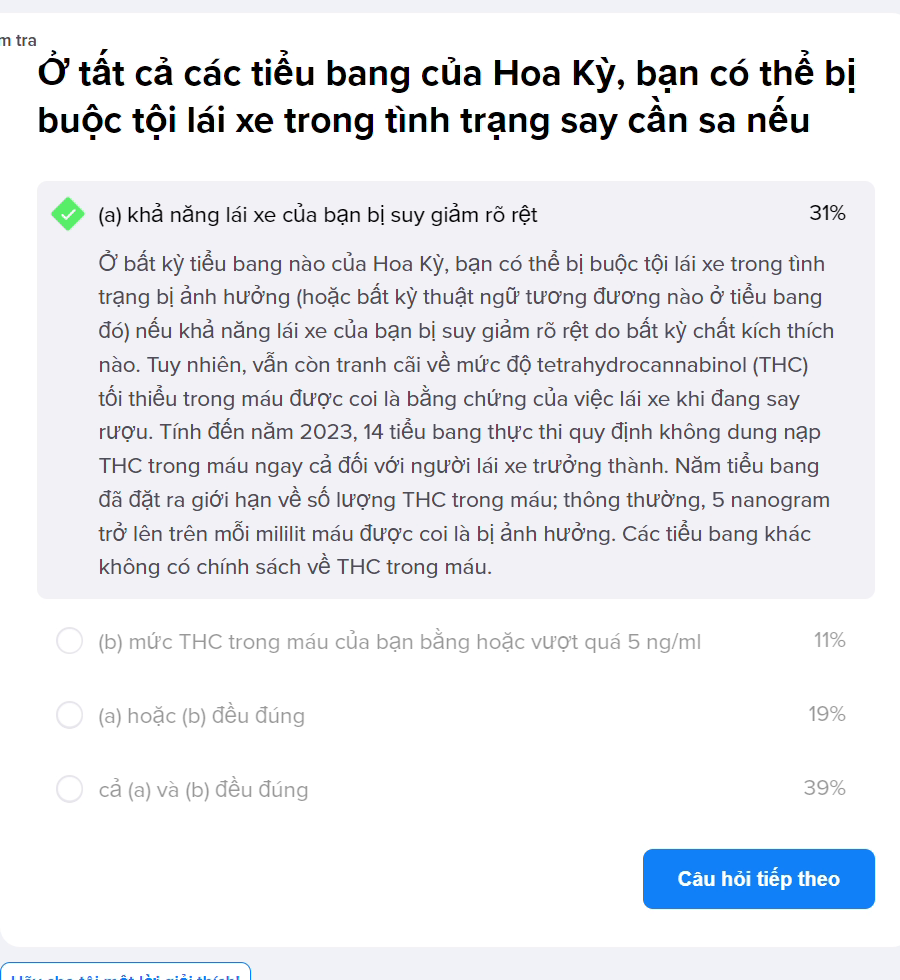 m tra
Ở tất cả các tiểu bang của Hoa Kỳ, bạn có thể bị
buộc tội lái xe trong tình trạng say cần sa nếu
(a) khả năng lái xe của bạn bị suy giảm rõ rệt 31%
Ở bất kỳ tiểu bang nào của Hoa Kỳ, bạn có thể bị buộc tội lái xe trong tình
trạng bị ảnh hưởng (hoặc bất kỳ thuật ngữ tương đương nào ở tiểu bang
đó) nếu khả năng lái xe của bạn bị suy giảm rõ rệt do bất kỳ chất kích thích
nào. Tuy nhiên, vẫn còn tranh cãi về mức độ tetrahydrocannabinol (THC)
tối thiểu trong máu được coi là bằng chứng của việc lái xe khi đang say
rượu. Tính đến năm 2023, 14 tiểu bang thực thi quy định không dung nạp
THC trong máu ngay cả đối với người lái xe trưởng thành. Năm tiểu bang
đã đặt ra giới hạn về số lượng THC trong máu; thông thường, 5 nanogram
trở lên trên mỗi mililit máu được coi là bị ảnh hưởng. Các tiểu bang khác
không có chính sách về THC trong máu.
(b) mức THC trong máu của bạn bằng hoặc vượt quá 5 ng/ml 11%
(a) hoặc (b) đều đúng 19%
cả (a) và (b) đều đúng 39%
Câu hỏi tiếp theo
Hãy cho tôi một lời giải thích!